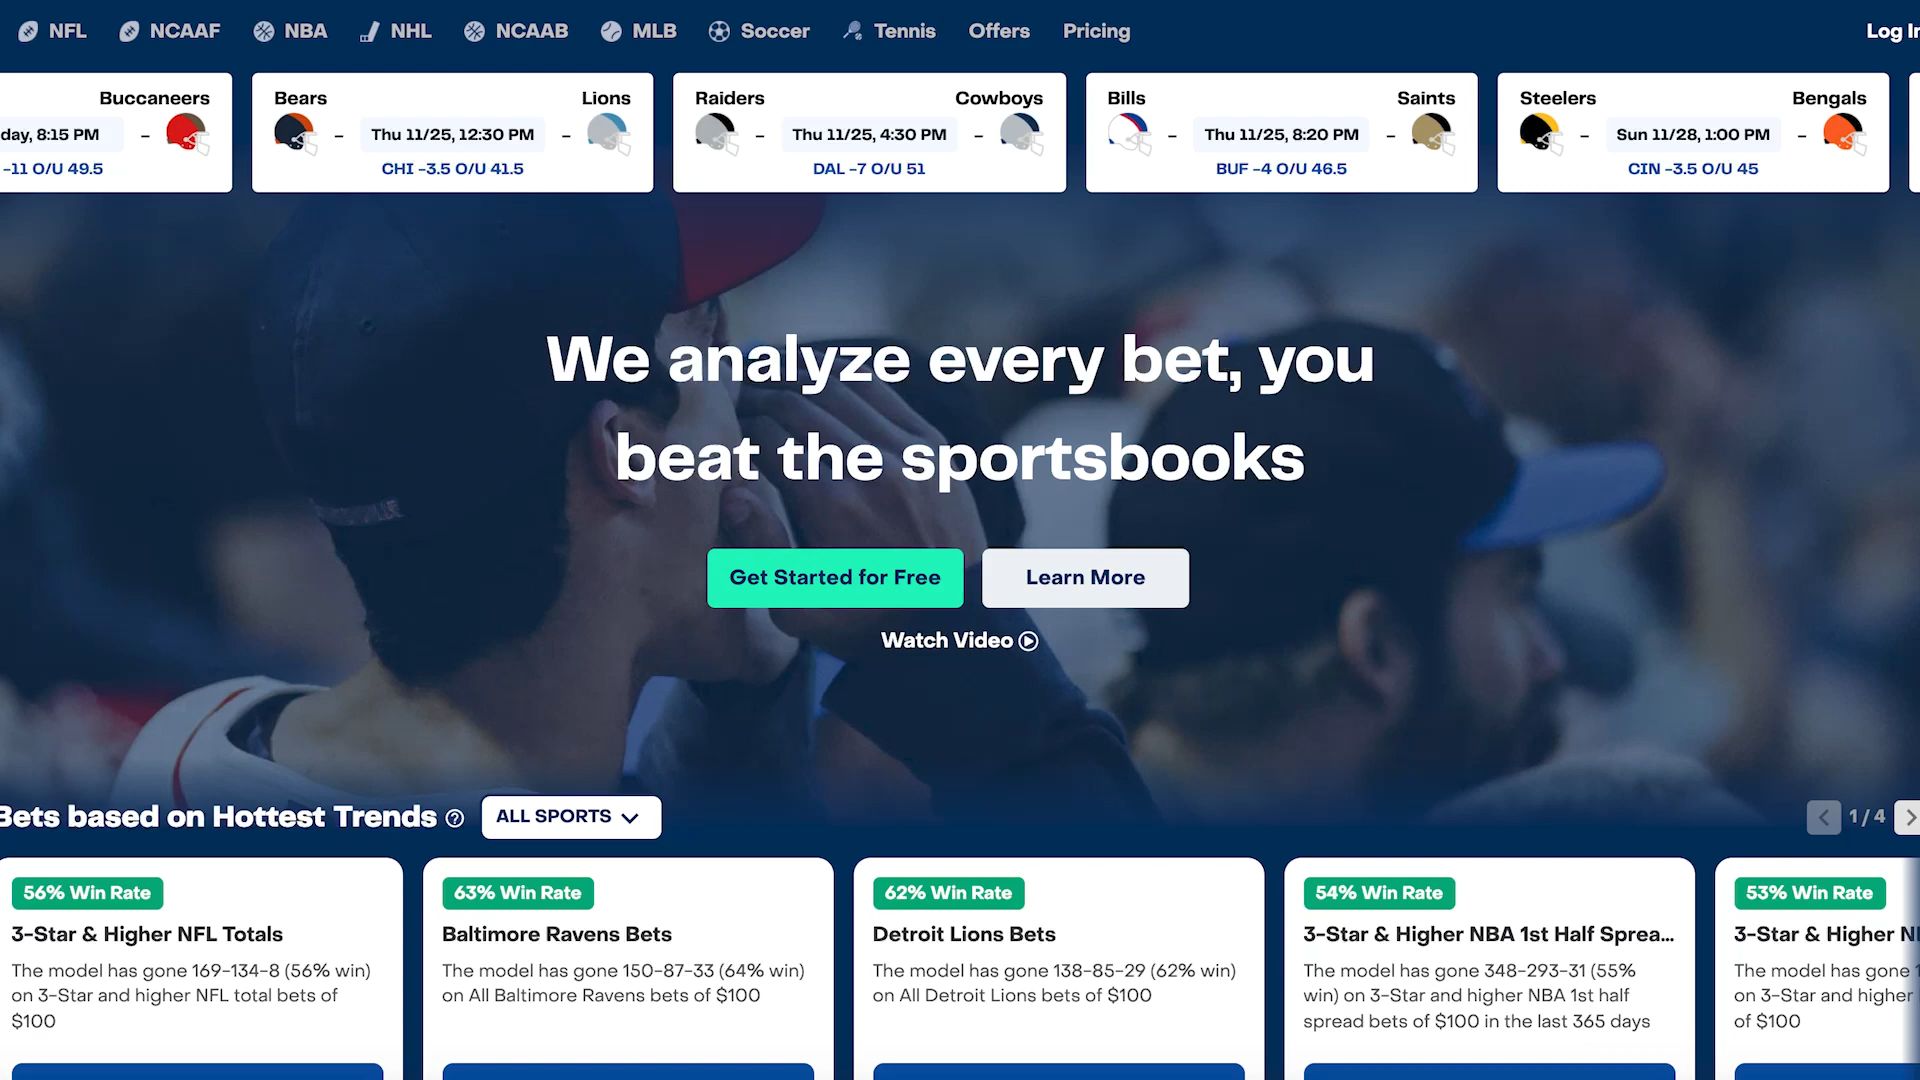 NFL NCAAF NBA NHL NCAAB MLB Soccer Tennis Offers Pricing Log In
Buccaneers
day, 8:15 PM -
-11 O/U 49.5
Bears Lions
- Thu 11/25, 12:30 PM -
CHI -3.5 O/U 41.5
Raiders Cowboys
- Thu 11/25, 4:30 PM -
DAL -7 O/U 51
Bills Saints
- Thu 11/25, 8:20 PM -
BUF -4 O/U 46.5
Steelers Bengals
- Sun 11/28, 1:00 PM -
CIN -3.5 O/U 45
We analyze every bet, you
beat the sportsbooks
Get Started for Free
Learn More
Watch Video
Bets based on Hottest Trends ? ALL SPORTS
1 / 4
56% Win Rate
3-Star & Higher NFL Totals
The model has gone 169-134-8 (56% win)
on 3-Star and higher NFL total bets of
$100
63% Win Rate
Baltimore Ravens Bets
The model has gone 150-87-33 (64% win)
on All Baltimore Ravens bets of $100
62% Win Rate
Detroit Lions Bets
The model has gone 138-85-29 (62% win)
on All Detroit Lions bets of $100
54% Win Rate
3-Star & Higher NBA 1st Half Sprea...
The model has gone 348-293-31 (55%
win) on 3-Star and higher NBA 1st half
spread bets of $100 in the last 365 days
53% Win Rate
3-Star & Higher
The model has gone
on 3-Star and higher
of $100